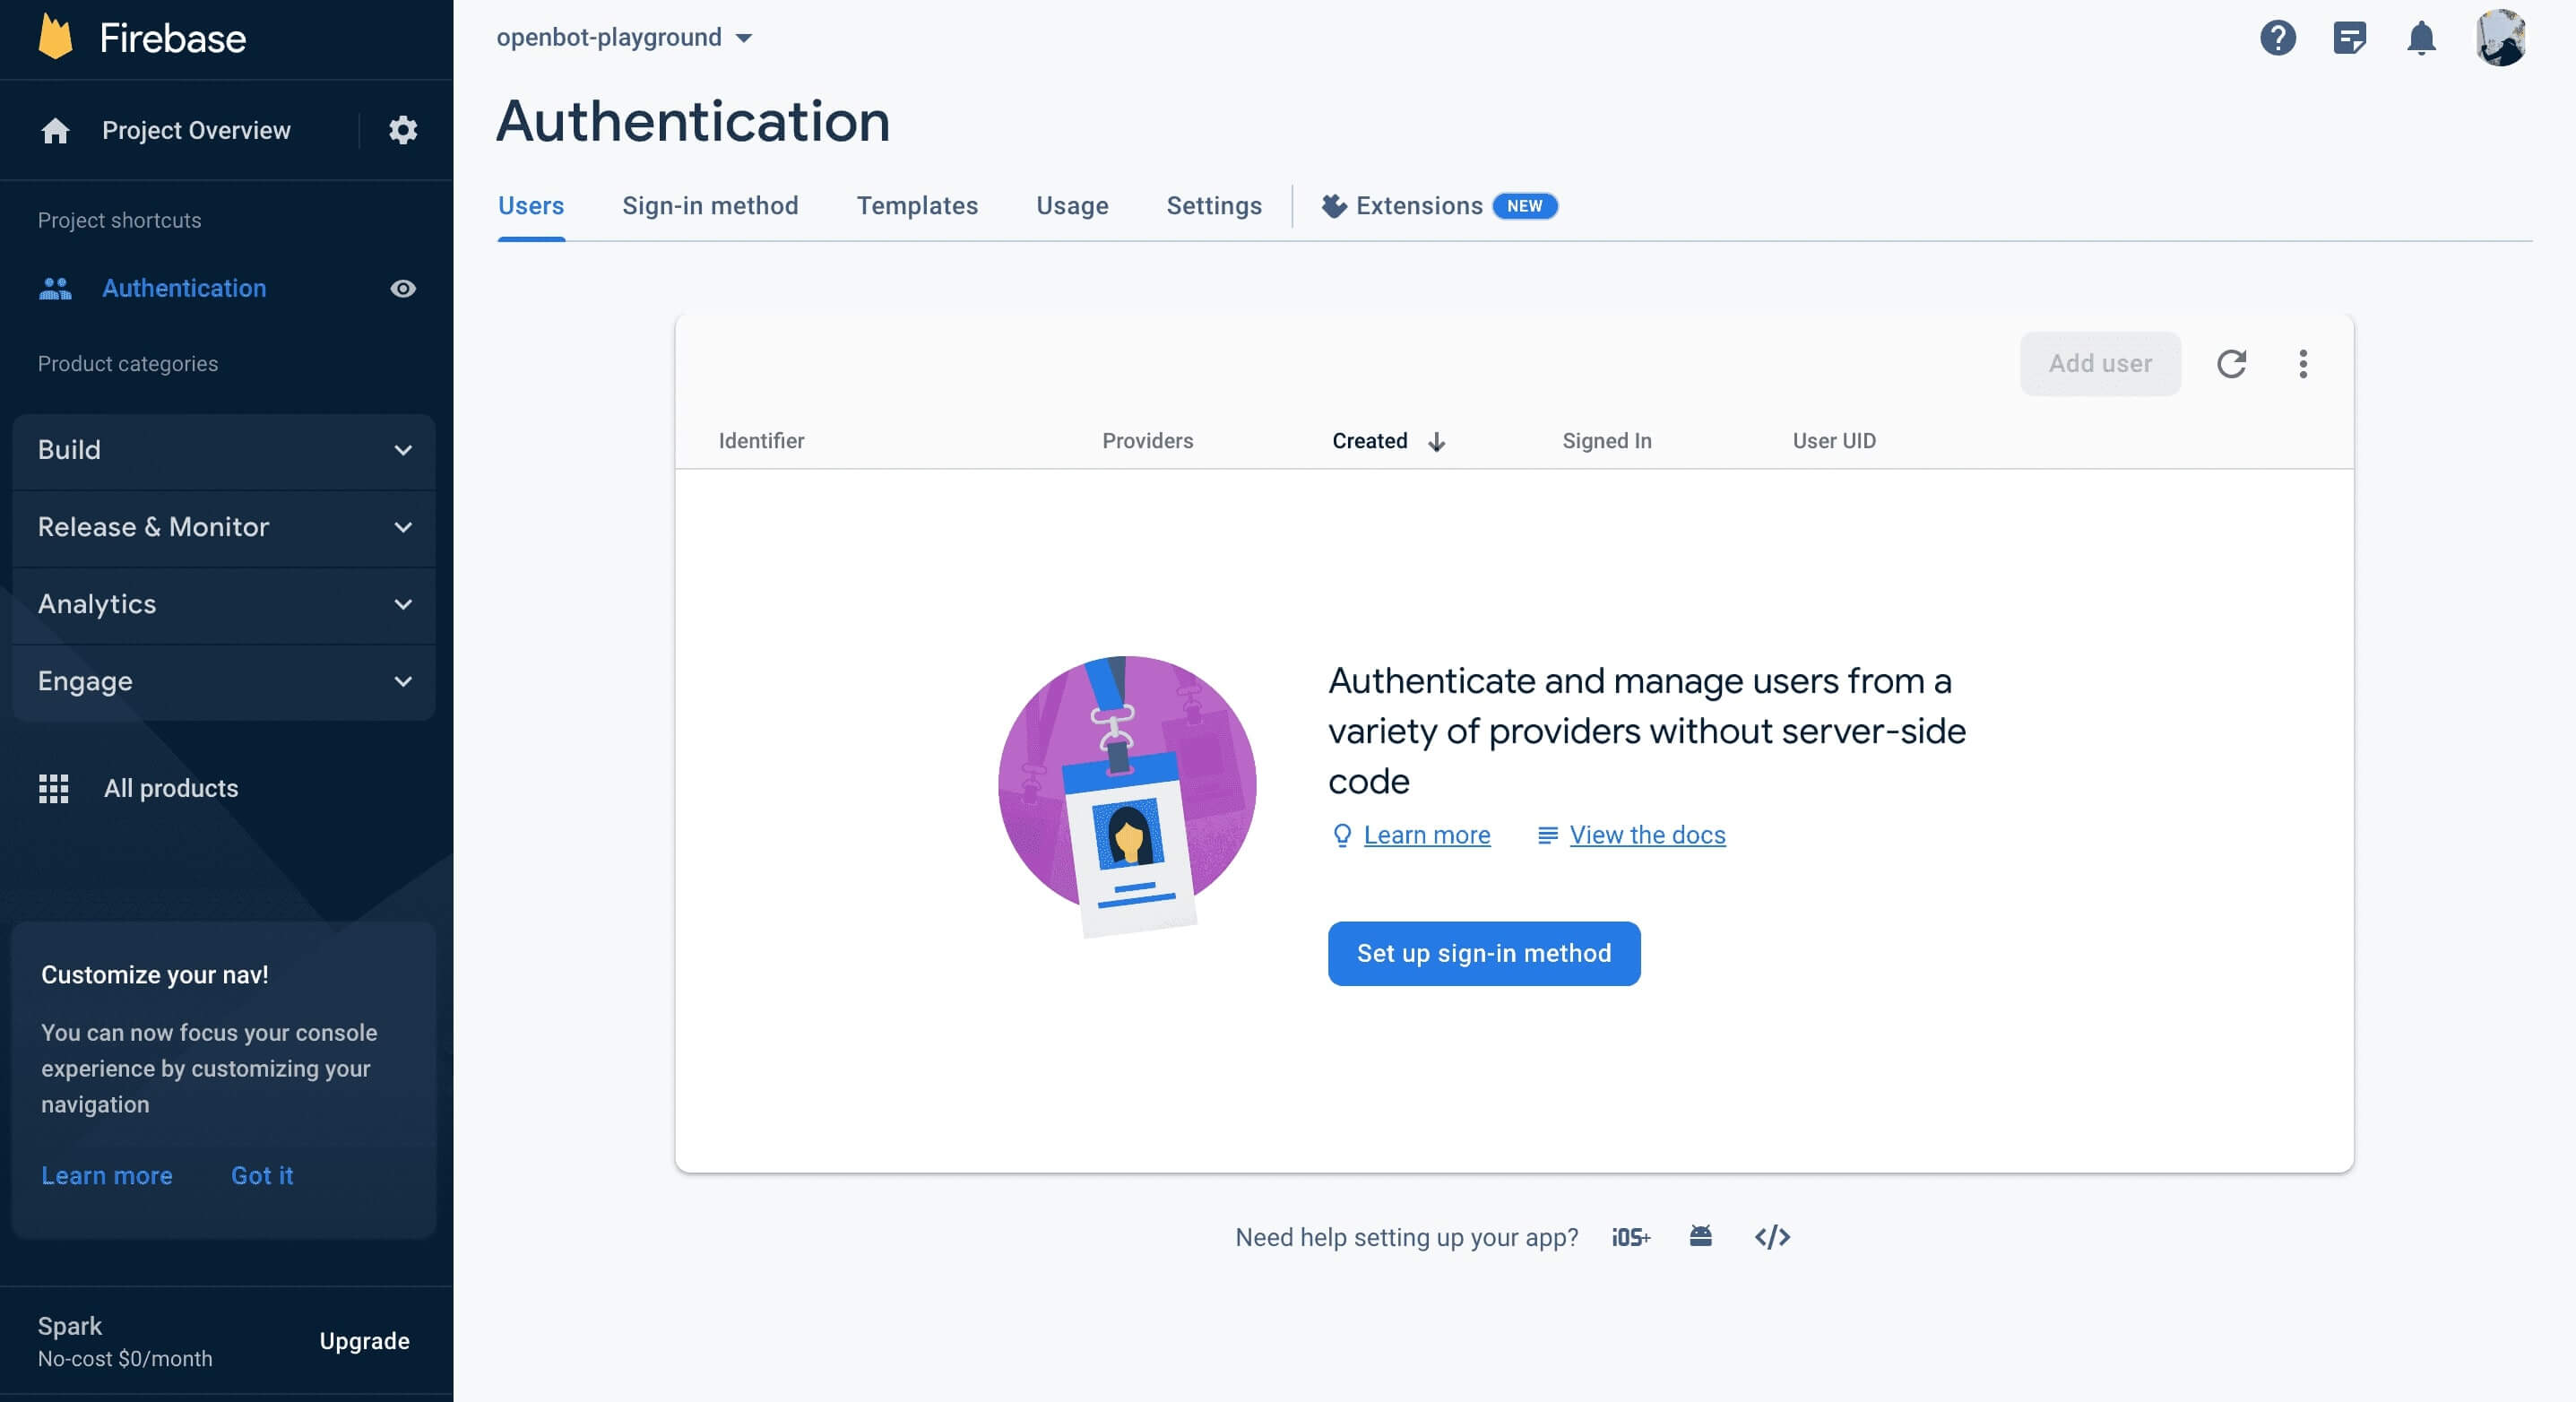 Firebase
Project Overview
Project shortcuts
Authentication
Product categories
Build
Release & Monitor
Analytics
Engage
All products
Customize your nav!
You can now focus your console
experience by customizing your
navigation
Learn more Got it
Spark
No-cost $0/month
Upgrade
openbot-playground
Authentication
Users Sign-in method Templates Usage Settings Extensions NEW
Add user
Identifier Providers Created Signed In User UID
Authenticate and manage users from a
variety of providers without server-side
code
Learn more View the docs
Set up sign-in method
Need help setting up your app? iOS+ </>